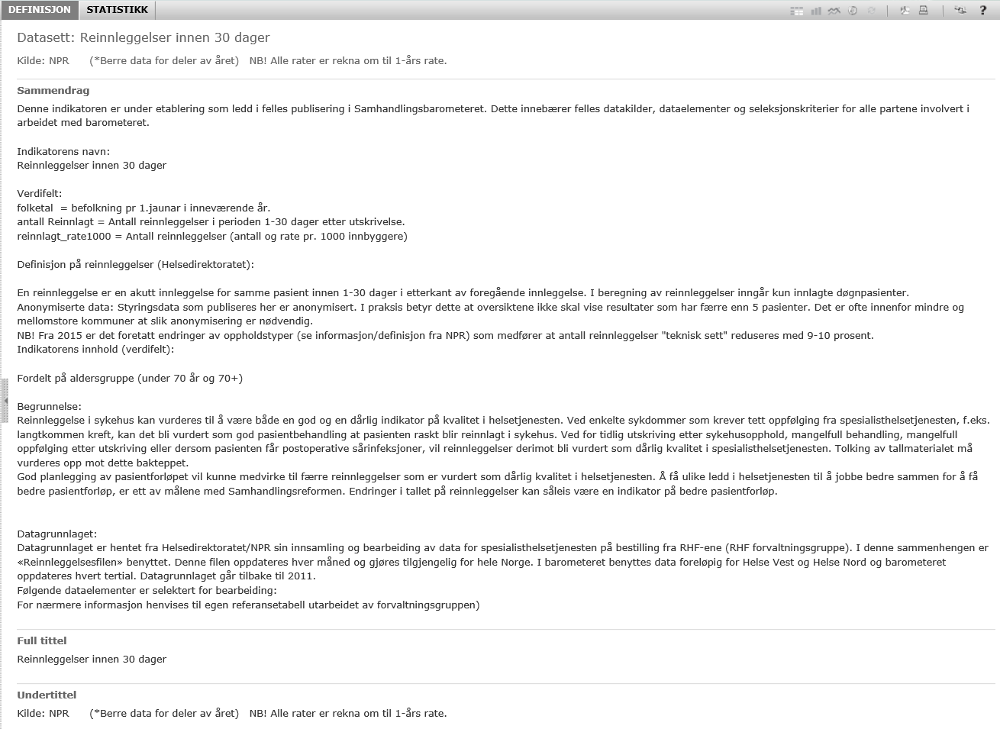 DEFINISJON STATISTIKK ?
Datasett: Reinnleggelser innen 30 dager
Kilde: NPR (*Berre data for deler av året) NB! Alle rater er rekna om til 1-års rate.
Sammendrag
Denne indikatoren er under etablering som ledd i felles publisering i Samhandlingsbarometeret. Dette innebærer felles datakilder, dataelementer og seleksjonskriterier for alle partene involvert i
arbeidet med barometeret.
Indikatorens navn:
Reinnleggelser innen 30 dager
Verdifelt:
folketal = befolkning pr 1.jaunar i inneværende år.
antall Reinnlagt = Antall reinnleggelser i perioden 1-30 dager etter utskrivelse.
reinnlagt_rate1000 = Antall reinnleggelser (antall og rate pr. 1000 innbyggere)
Definisjon på reinnleggelser (Helsedirektoratet):
En reinnleggelse er en akutt innleggelse for samme pasient innen 1-30 dager i etterkant av foregående innleggelse. I beregning av reinnleggelser inngår kun innlagte døgnpasienter.
Anonymiserte data: Styringsdata som publiseres her er anonymisert. I praksis betyr dette at oversiktene ikke skal vise resultater som har færre enn 5 pasienter. Det er ofte innenfor mindre og
mellomstore kommuner at slik anonymisering er nødvendig.
NB! Fra 2015 er det foretatt endringer av oppholdstyper (se informasjon/definisjon fra NPR) som medfører at antall reinnleggelser "teknisk sett" reduseres med 9-10 prosent.
Indikatorens innhold (verdifelt):
Fordelt på aldersgruppe (under 70 år og 70+)
Begrunnelse:
Reinnleggelse i sykehus kan vurderes til å være både en god og en dårlig indikator på kvalitet i helsetjenesten. Ved enkelte sykdommer som krever tett oppfølging fra spesialisthelsetjenesten, f.eks.
langtkommen kreft, kan det bli vurdert som god pasientbehandling at pasienten raskt blir reinnlagt i sykehus. Ved for tidlig utskriving etter sykehusopphold, mangelfull behandling, mangelfull
oppfølging etter utskriving eller dersom pasienten får postoperative sårinfeksjoner, vil reinnleggelser derimot bli vurdert som dårlig kvalitet i spesialisthelsetjenesten. Tolking av tallmaterialet må
vurderes opp mot dette bakteppet.
God planlegging av pasientforløpet vil kunne medvirke til færre reinnleggelser som er vurdert som dårlig kvalitet i helsetjenesten. Å få ulike ledd i helsetjenesten til å jobbe bedre sammen for å få
bedre pasientforløp, er ett av målene med Samhandlingsreformen. Endringer i tallet på reinnleggelser kan såleis være en indikator på bedre pasientforløp.
Datagrunnlaget:
Datagrunnlaget er hentet fra Helsedirektoratet/NPR sin innsamling og bearbeiding av data for spesialisthelsetjenesten på bestilling fra RHF-ene (RHF forvaltningsgruppe). I denne sammenhengen er
«Reinnleggelsesfilen» benyttet. Denne filen oppdateres hver måned og gjøres tilgjengelig for hele Norge. I barometeret benyttes data foreløpig for Helse Vest og Helse Nord og barometeret
oppdateres hvert tertial. Datagrunnlaget går tilbake til 2011.
Følgende dataelementer er selektert for bearbeiding:
For nærmere informasjon henvises til egen referansetabell utarbeidet av forvaltningsgruppen)
Full tittel
Reinnleggelser innen 30 dager
Undertittel
Kilde: NPR (*Berre data for deler av året) NB! Alle rater er rekna om til 1-års rate.